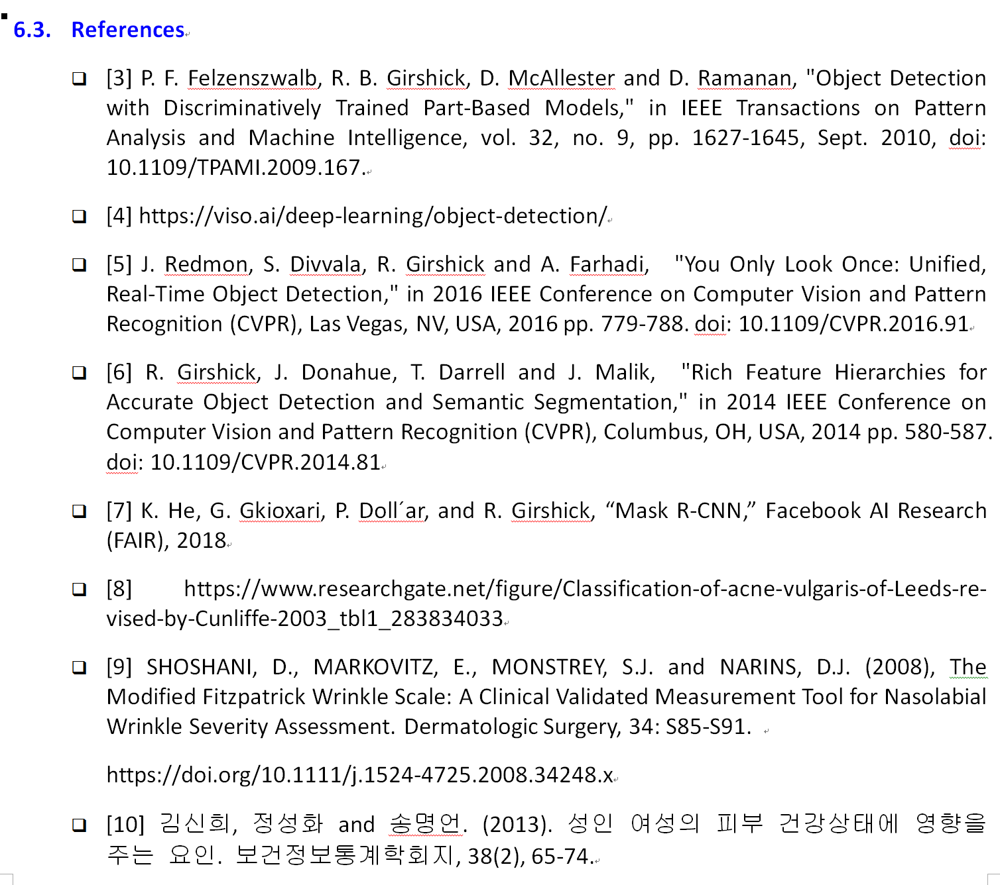 6.3. References
[3] P. F. Felzenszwalb, R. B. Girshick, D. McAllester and D. Ramanan, "Object Detection
with Discriminatively Trained Part-Based Models," in IEEE Transactions on Pattern
Analysis and Machine Intelligence, vol. 32, no. 9, pp. 1627-1645, Sept. 2010, doi:
10.1109/TPAMI.2009.167.
[4] https://viso.ai/deep-learning/object-detection/
[5] J. Redmon, S. Divvala, R. Girshick and A. Farhadi, "You Only Look Once: Unified,
Real-Time Object Detection," in 2016 IEEE Conference on Computer Vision and Pattern
Recognition (CVPR), Las Vegas, NV, USA, 2016 pp. 779-788. doi: 10.1109/CVPR.2016.91
[6] R. Girshick, J. Donahue, T. Darrell and J. Malik, "Rich Feature Hierarchies for
Accurate Object Detection and Semantic Segmentation," in 2014 IEEE Conference on
Computer Vision and Pattern Recognition (CVPR), Columbus, OH, USA, 2014 pp. 580-587.
doi: 10.1109/CVPR.2014.81
[7] K. He, G. Gkioxari, P. Doll´ar, and R. Girshick, “Mask R-CNN,” Facebook AI Research
(FAIR), 2018
[8] https://www.researchgate.net/figure/Classification-of-acne-vulgaris-of-Leeds-re-
vised-by-Cunliffe-2003_tbl1_283834033
[9] SHOSHANI, D., MARKOVITZ, E., MONSTREY, S.J. and NARINS, D.J. (2008), The
Modified Fitzpatrick Wrinkle Scale: A Clinical Validated Measurement Tool for Nasolabial
Wrinkle Severity Assessment. Dermatologic Surgery, 34: S85-S91.
https://doi.org/10.1111/j.1524-4725.2008.34248.x
[10] 김신희, 정성화 and 송명언. (2013). 성인 여성의 피부 건강상태에 영향을
주는 요인. 보건정보통계학회지, 38(2), 65-74.